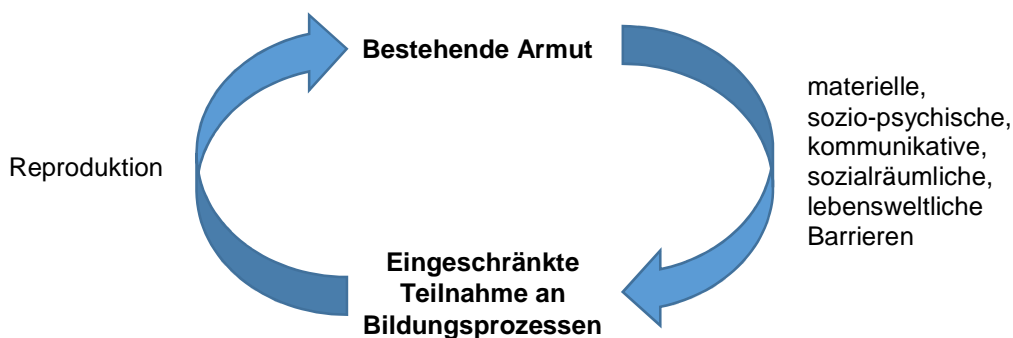 Bestehende Armut
materielle,
sozio-psychische,
kommunikative,
sozialräumliche,
lebensweltliche
Barrieren
Reproduktion
Eingeschränkte
Teilnahme an
Bildungsprozessen